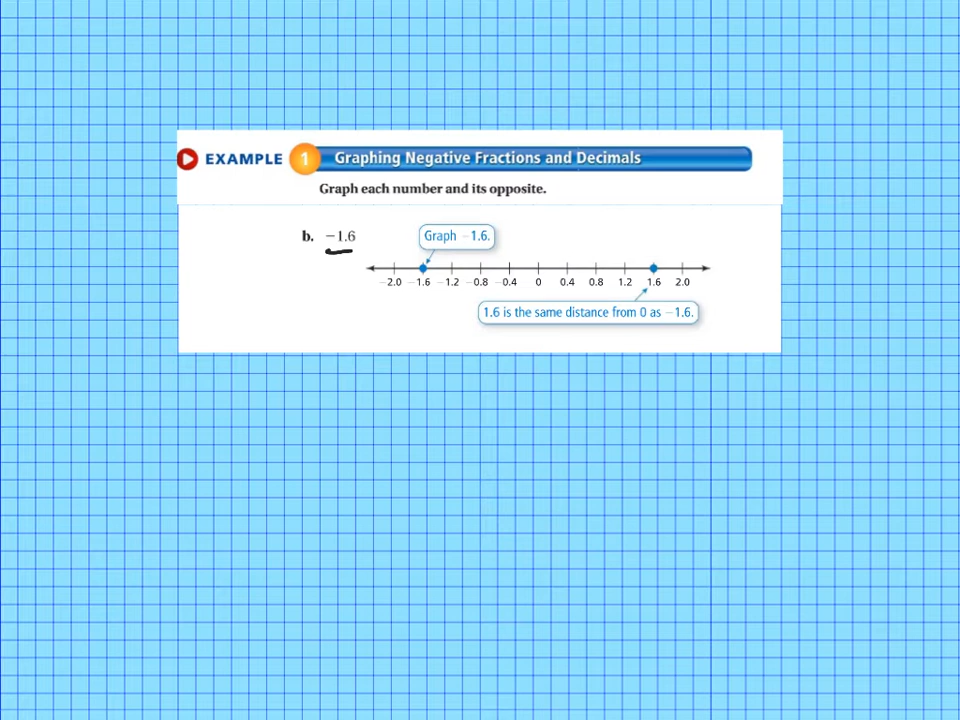 EXAMPLE 1 Graphing Negative Fractions and Decimals
Graph each number and its opposite.
b. −1.6
Graph −1.6.
−2.0 −1.6 −1.2 −0.8 −0.4 0 0.4 0.8 1.2 1.6 2.0
1.6 is the same distance from 0 as −1.6.